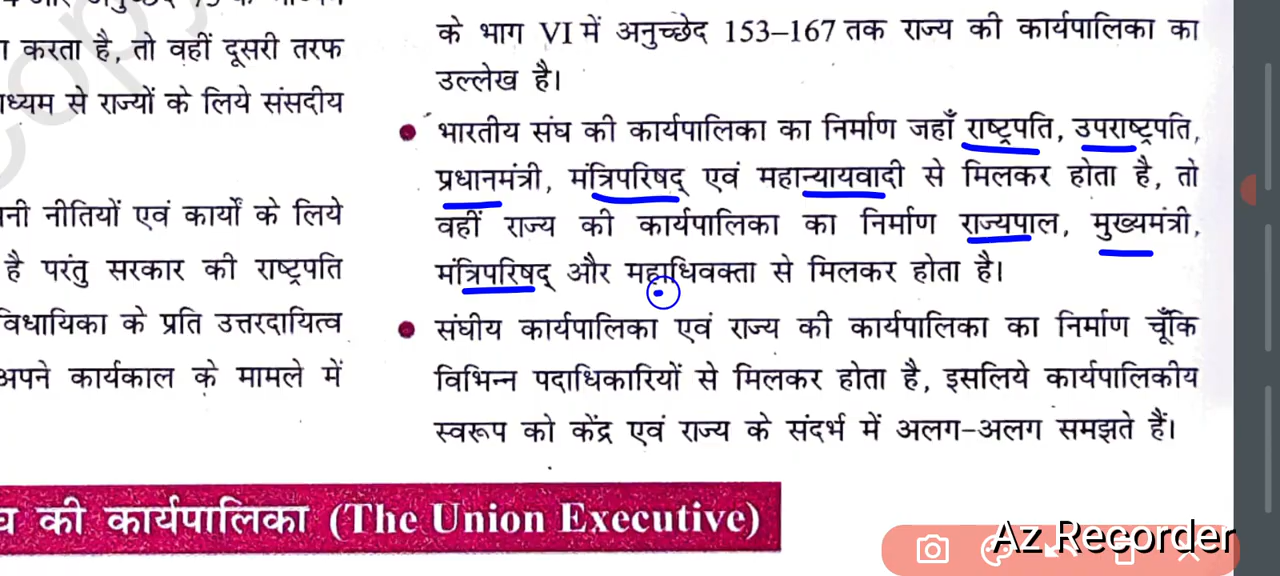 करता है, तो वहीं दूसरी तरफ
माध्यम से राज्यों के लिये संसदीय
नीतियों एवं कार्यों के लिये
है परंतु सरकार की राष्ट्रपति
विधायिका के प्रति उत्तरदायित्व
अपने कार्यकाल के मामले में
के भाग VI में अनुच्छेद 153–167 तक राज्य की कार्यपालिका का
उल्लेख है।
● भारतीय संघ की कार्यपालिका का निर्माण जहाँ राष्ट्रपति, उपराष्ट्रपति,
प्रधानमंत्री, मंत्रिपरिषद् एवं महान्यायवादी से मिलकर होता है, तो
वहीं राज्य की कार्यपालिका का निर्माण राज्यपाल, मुख्यमंत्री,
मंत्रिपरिषद् और महाधिवक्ता से मिलकर होता है।
● संघीय कार्यपालिका एवं राज्य की कार्यपालिका का निर्माण चूँकि
विभिन्न पदाधिकारियों से मिलकर होता है, इसलिये कार्यपालिकीय
स्वरूप को केंद्र एवं राज्य के संदर्भ में अलग-अलग समझते हैं।
की कार्यपालिका (The Union Executive)
Az Recorder